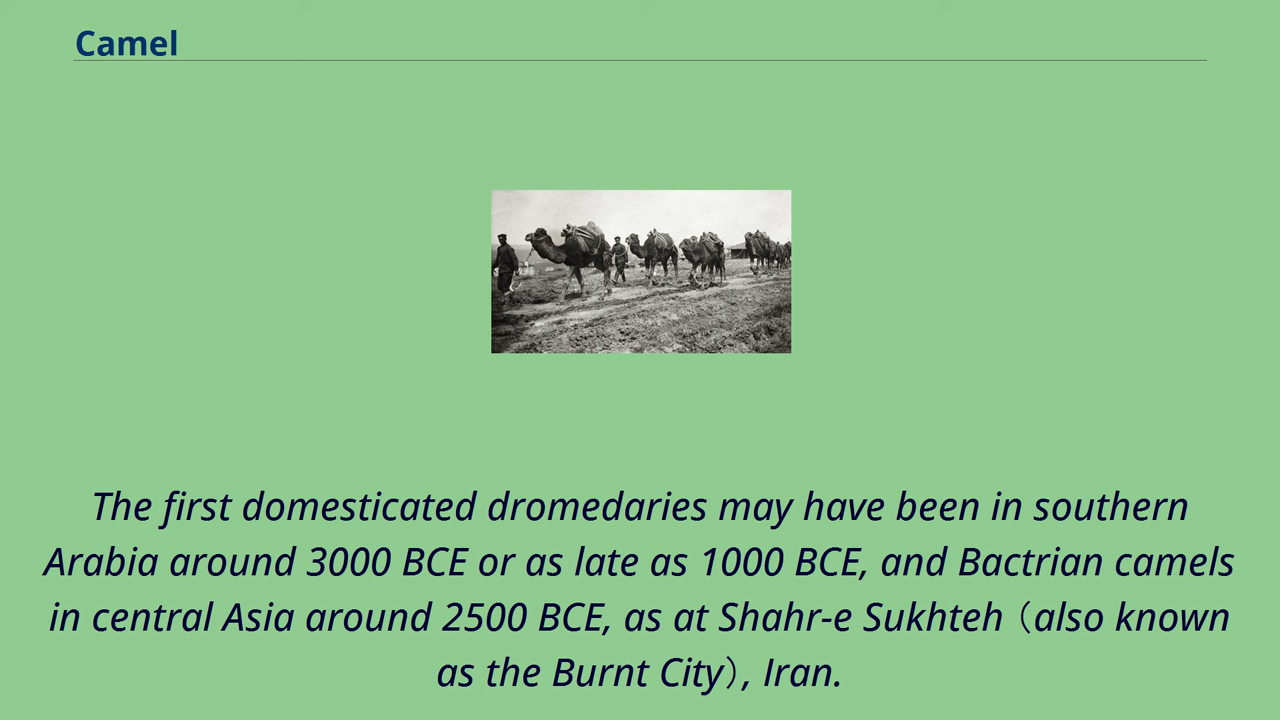 Camel
The first domesticated dromedaries may have been in southern
Arabia around 3000 BCE or as late as 1000 BCE, and Bactrian camels
in central Asia around 2500 BCE, as at Shahr-e Sukhteh（also known
as the Burnt City）, Iran.